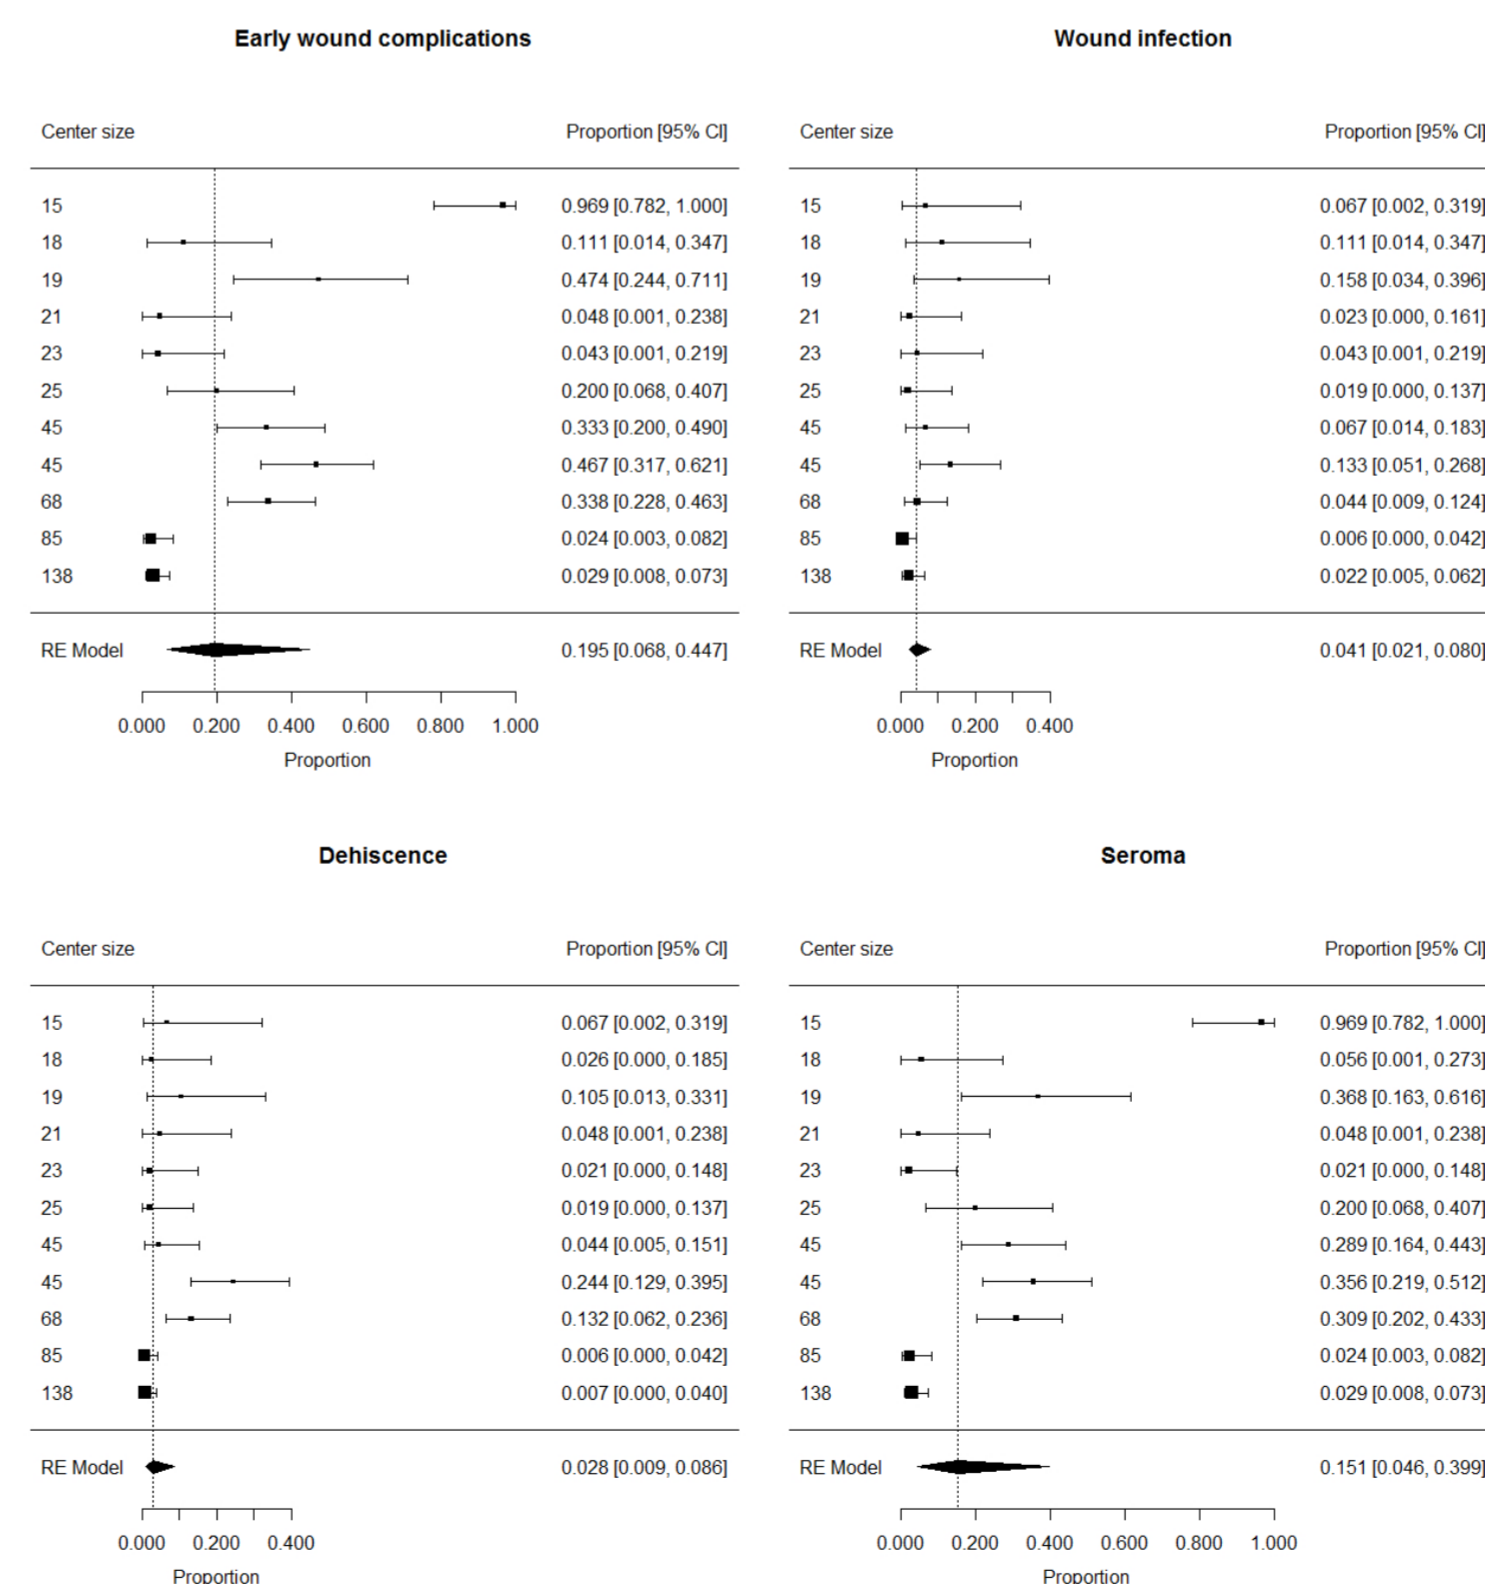 Early wound complications
Center size Proportion [95% CI]
15 0.969 [0.782, 1.000]
18 0.111 [0.014, 0.347]
19 0.474 [0.244, 0.711]
21 0.048 [0.001, 0.238]
23 0.043 [0.001, 0.219]
25 0.200 [0.068, 0.407]
45 0.333 [0.200, 0.490]
45 0.467 [0.317, 0.621]
68 0.338 [0.228, 0.463]
85 0.024 [0.003, 0.082]
138 0.029 [0.008, 0.073]
RE Model 0.195 [0.068, 0.447]
0.000 0.200 0.400 0.600 0.800 1.000
Proportion
Wound infection
Center size Proportion [95% CI]
15 0.067 [0.002, 0.319]
18 0.111 [0.014, 0.347]
19 0.158 [0.034, 0.396]
21 0.023 [0.000, 0.161]
23 0.043 [0.001, 0.219]
25 0.019 [0.000, 0.137]
45 0.067 [0.014, 0.183]
45 0.133 [0.051, 0.268]
68 0.044 [0.009, 0.124]
85 0.006 [0.000, 0.042]
138 0.022 [0.005, 0.062]
RE Model 0.041 [0.021, 0.080]
0.000 0.200 0.400
Proportion
Dehiscence
Center size Proportion [95% CI]
15 0.067 [0.002, 0.319]
18 0.026 [0.000, 0.185]
19 0.105 [0.013, 0.331]
21 0.048 [0.001, 0.238]
23 0.021 [0.000, 0.148]
25 0.019 [0.000, 0.137]
45 0.044 [0.005, 0.151]
45 0.244 [0.129, 0.395]
68 0.132 [0.062, 0.236]
85 0.006 [0.000, 0.042]
138 0.007 [0.000, 0.040]
RE Model 0.028 [0.009, 0.086]
0.000 0.200 0.400
Proportion
Seroma
Center size Proportion [95% CI]
15 0.969 [0.782, 1.000]
18 0.056 [0.001, 0.273]
19 0.368 [0.163, 0.616]
21 0.048 [0.001, 0.238]
23 0.021 [0.000, 0.148]
25 0.200 [0.068, 0.407]
45 0.289 [0.164, 0.443]
45 0.356 [0.219, 0.512]
68 0.309 [0.202, 0.433]
85 0.024 [0.003, 0.082]
138 0.029 [0.008, 0.073]
RE Model 0.151 [0.046, 0.399]
0.000 0.200 0.400 0.600 0.800 1.000
Proportion